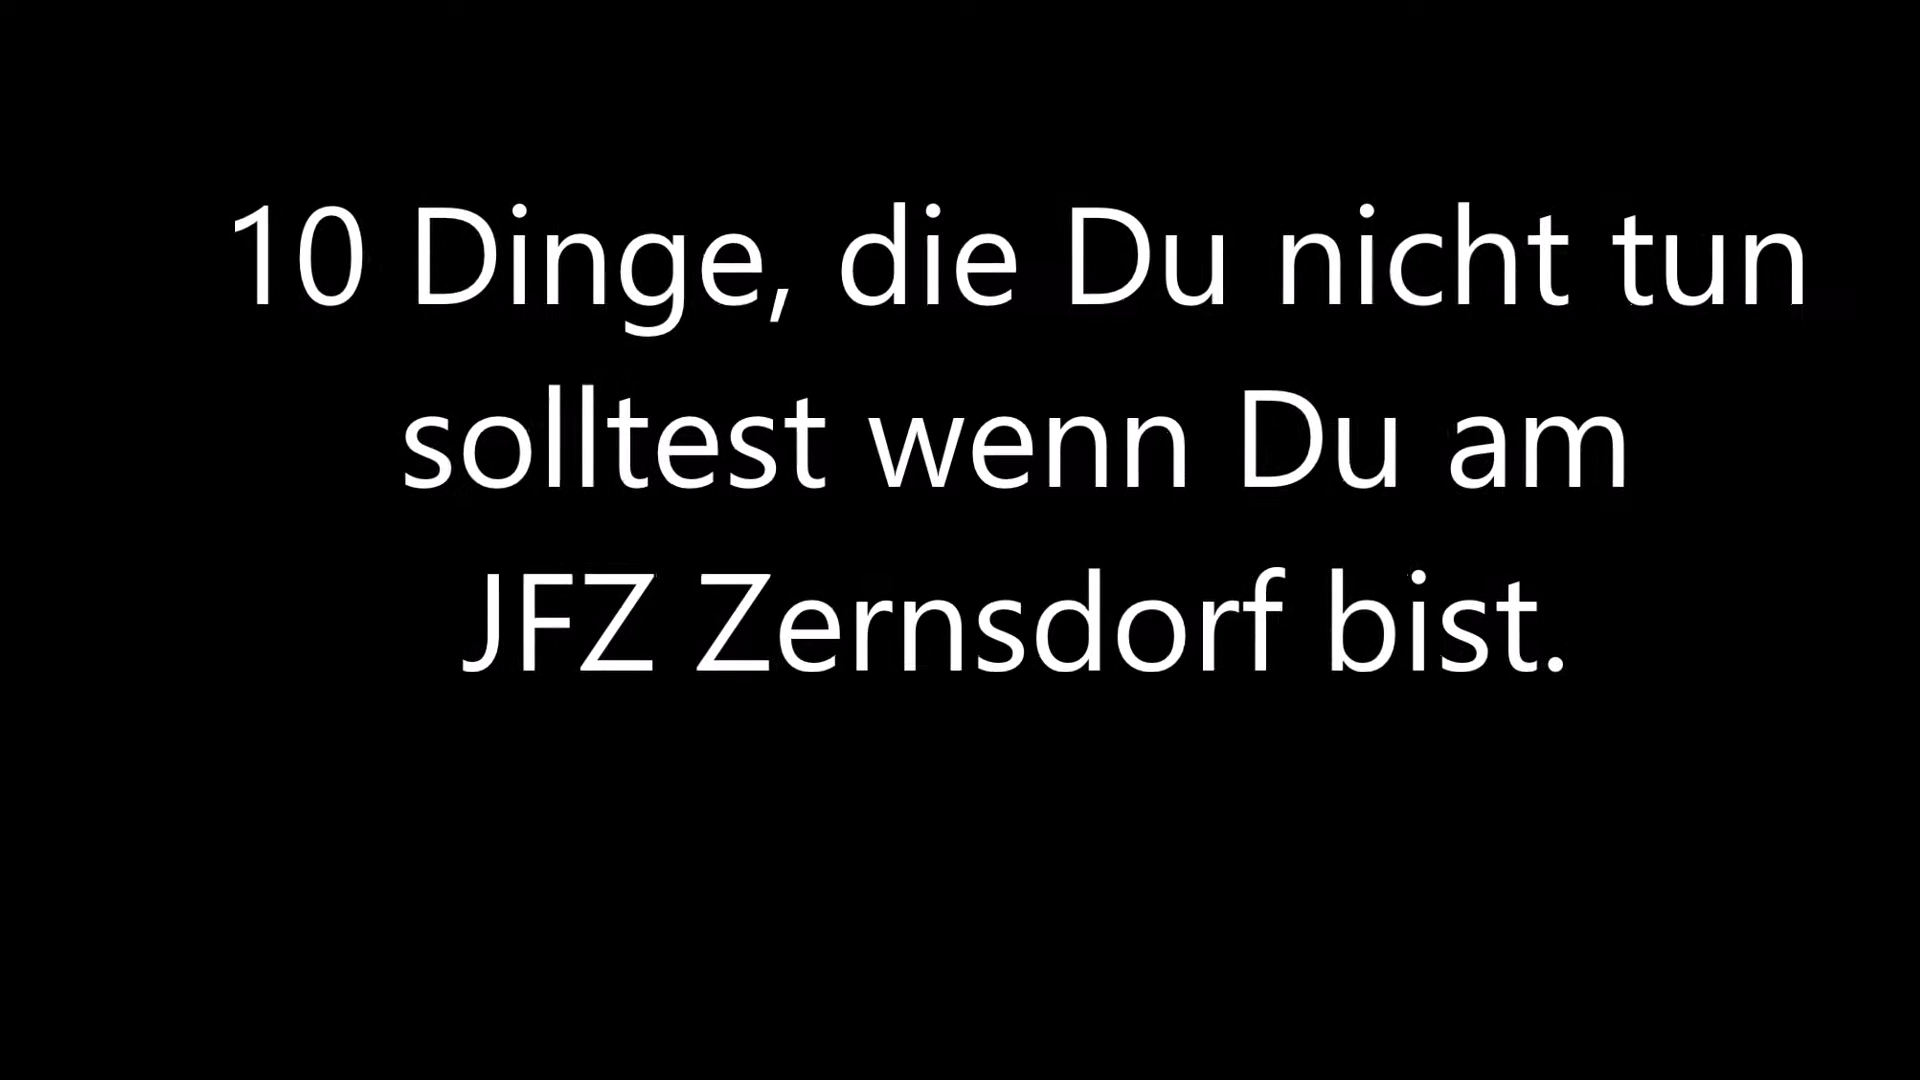 10 Dinge, die Du nicht tun
solltest wenn Du am
JFZ Zernsdorf bist.